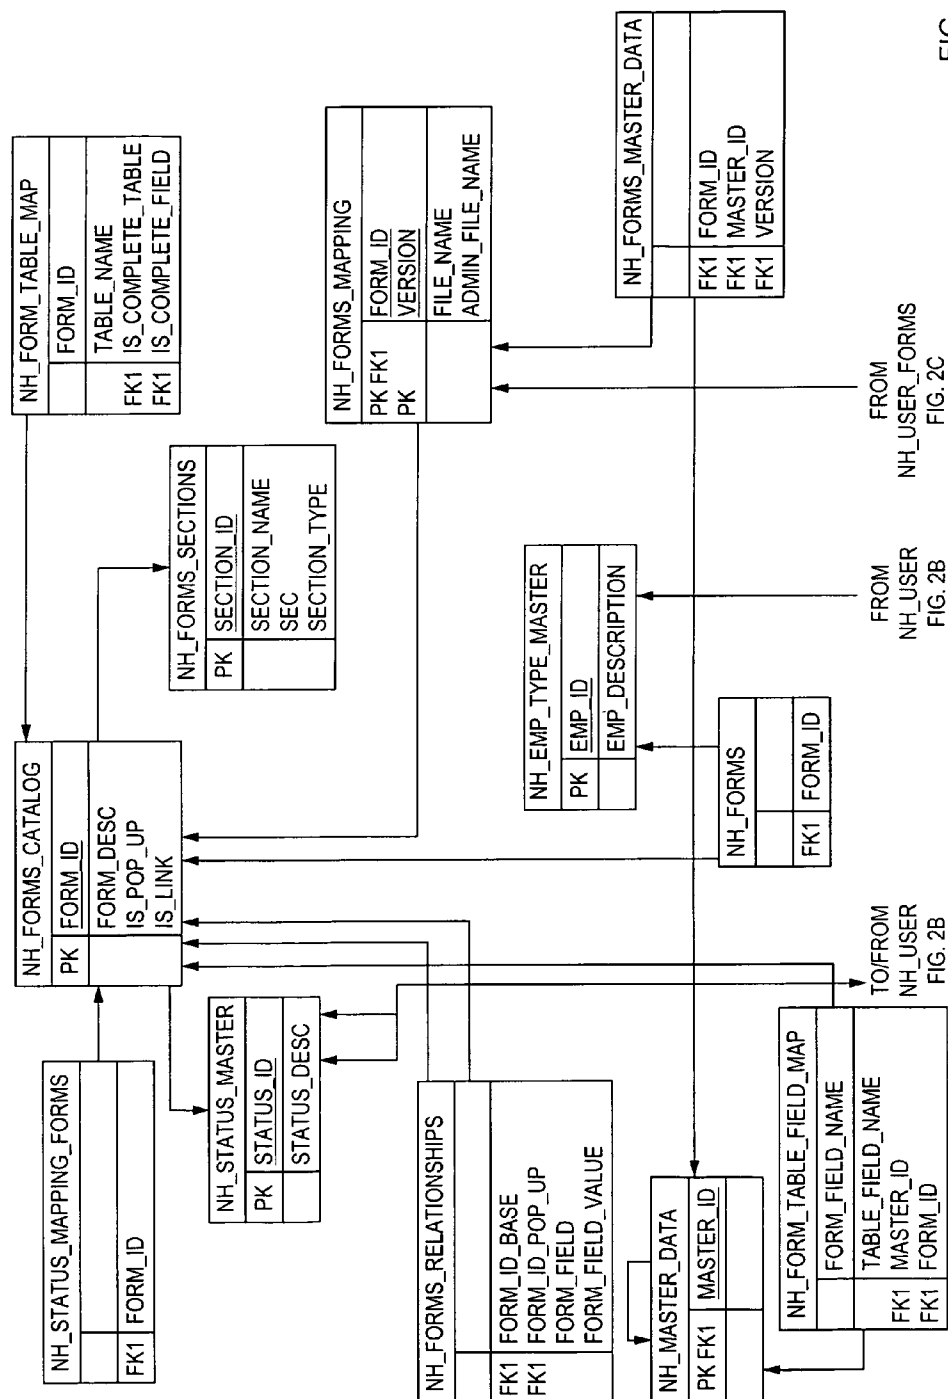 NH_STATUS_MAPPING_FORMS
FK1 FORM_ID
NH_FORMS_CATALOG
PK FORM_ID
FORM_DESC
IS_POP_UP
IS_LINK
NH_FORM_TABLE_MAP
FORM_ID
TABLE_NAME
FK1 IS_COMPLETE_TABLE
FK1 IS_COMPLETE_FIELD
NH_STATUS_MASTER
PK STATUS_ID
STATUS_DESC
NH_FORMS_SECTIONS
PK SECTION_ID
SECTION_NAME
SEC
SECTION_TYPE
NH_FORMS_MAPPING
PK FK1 FORM_ID
PK VERSION
FILE_NAME
ADMIN_FILE_NAME
NH_FORMS_RELATIONSHIPS
FK1 FORM_ID_BASE
FK1 FORM_ID_POP_UP
FORM_FIELD
FORM_FIELD_VALUE
NH_EMP_TYPE_MASTER
PK EMP_ID
EMP_DESCRIPTION
NH_FORMS_MASTER_DATA
FK1 FORM_ID
FK1 MASTER_ID
FK1 VERSION
NH_MASTER_DATA
PK FK1 MASTER_ID
NH_FORMS
FK1 FORM_ID
NH_FORM_TABLE_FIELD_MAP
FORM_FIELD_NAME
TABLE_FIELD_NAME
FK1 MASTER_ID
FK1 FORM_ID
TO/FROM
NH_USER
FIG. 2B
FROM
NH_USER
FIG. 2B
FROM
NH_USER_FORMS
FIG. 2C
FIG